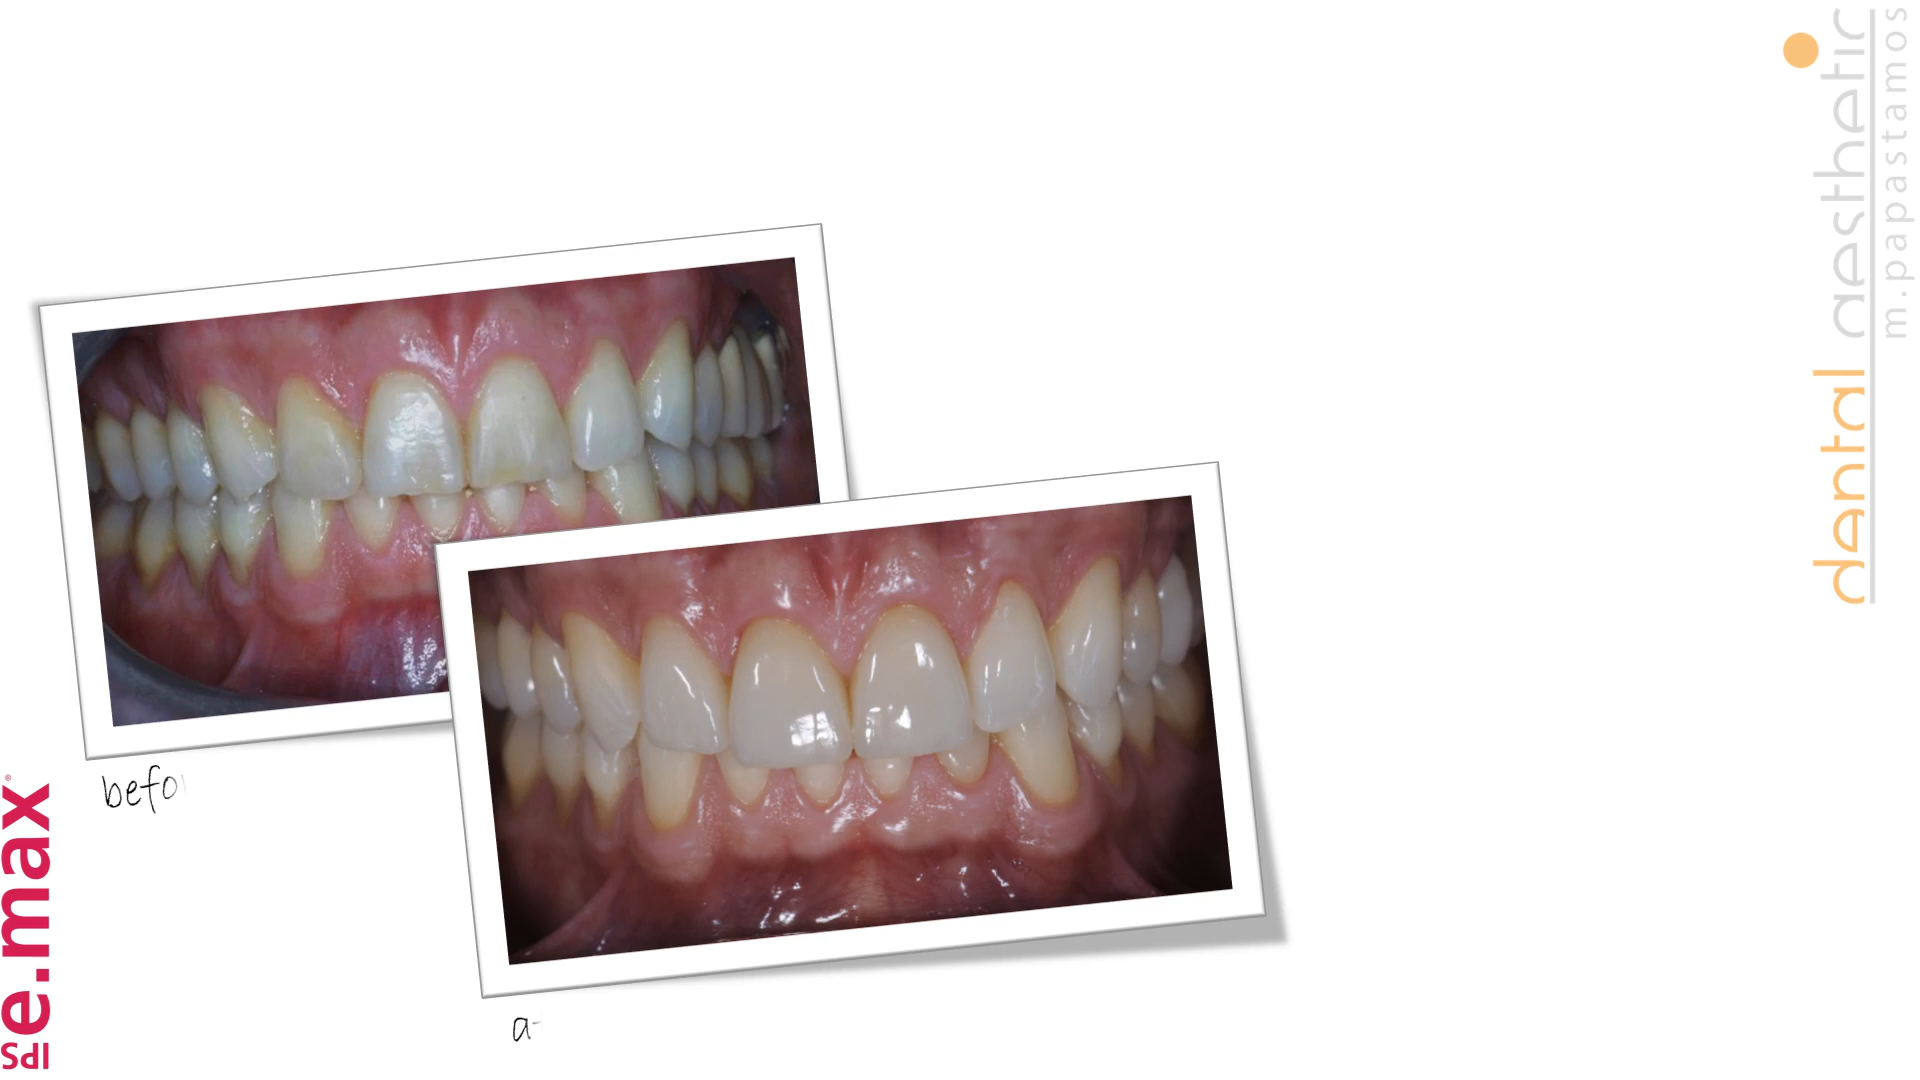 dental aesthetic
m.papastamos
befo
a
IPS e.max®